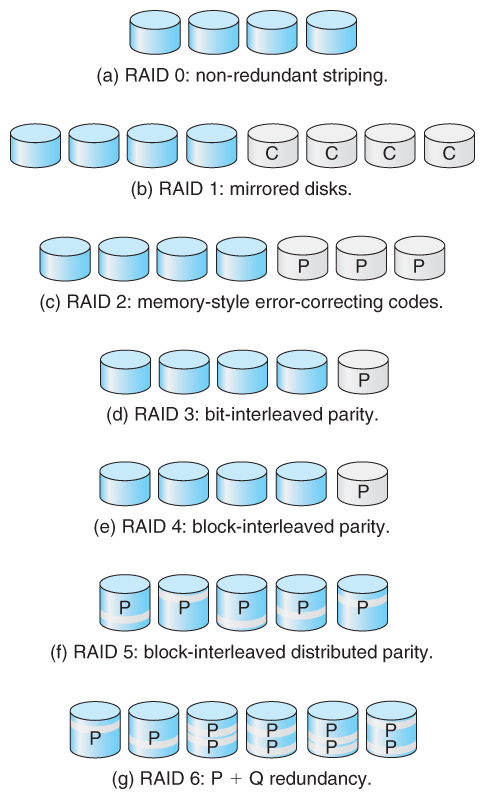 (a) RAID 0: non-redundant striping.
C C C C
(b) RAID 1: mirrored disks.
P P P
(c) RAID 2: memory-style error-correcting codes.
P
(d) RAID 3: bit-interleaved parity.
P
(e) RAID 4: block-interleaved parity.
P P P P P
(f) RAID 5: block-interleaved distributed parity.
P P P P
P P P P P P
(g) RAID 6: P + Q redundancy.